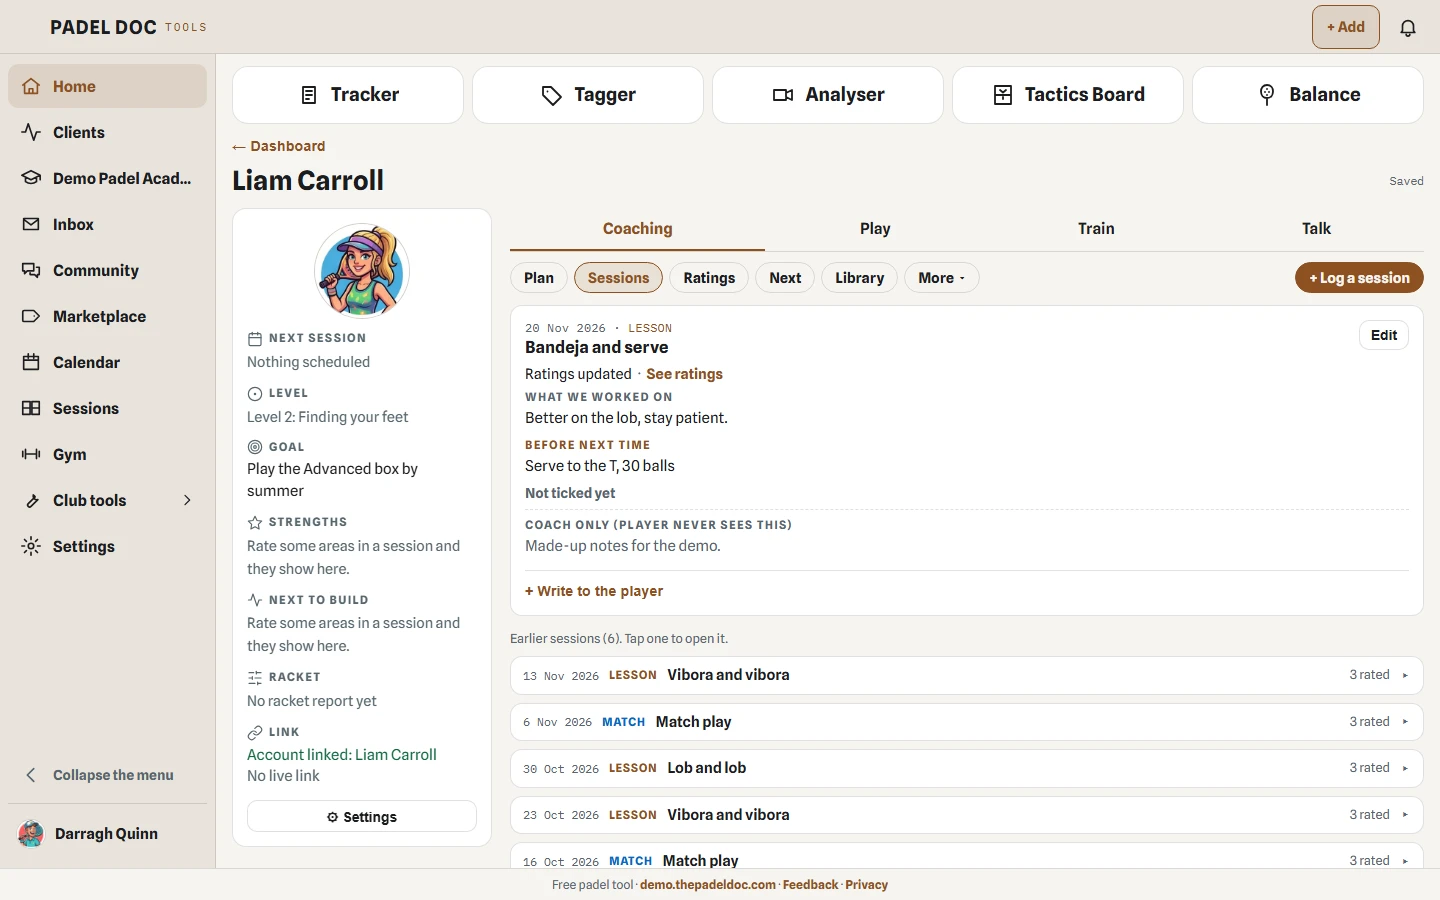 PADEL DOC TOOLS
+ Add
Home
Clients
Demo Padel Acad...
Inbox
Community
Marketplace
Calendar
Sessions
Gym
Club tools
Settings
Collapse the menu
Darragh Quinn
Tracker
Tagger
Analyser
Tactics Board
Balance
← Dashboard
Liam Carroll
Saved
NEXT SESSION
Nothing scheduled
LEVEL
Level 2: Finding your feet
GOAL
Play the Advanced box by
summer
STRENGTHS
Rate some areas in a session and
they show here.
NEXT TO BUILD
Rate some areas in a session and
they show here.
RACKET
No racket report yet
LINK
Account linked: Liam Carroll
No live link
⚙ Settings
Coaching
Play
Train
Talk
Plan
Sessions
Ratings
Next
Library
More
+ Log a session
20 Nov 2026 · LESSON
Edit
Bandeja and serve
Ratings updated · See ratings
WHAT WE WORKED ON
Better on the lob, stay patient.
BEFORE NEXT TIME
Serve to the T, 30 balls
Not ticked yet
COACH ONLY (PLAYER NEVER SEES THIS)
Made-up notes for the demo.
+ Write to the player
Earlier sessions (6). Tap one to open it.
13 Nov 2026 LESSON Vibora and vibora 3 rated ▸
6 Nov 2026 MATCH Match play 3 rated ▸
30 Oct 2026 LESSON Lob and lob 3 rated ▸
23 Oct 2026 LESSON Vibora and vibora 3 rated ▸
16 Oct 2026 MATCH Match play 3 rated ▸
Free padel tool · demo.thepadeldoc.com · Feedback · Privacy